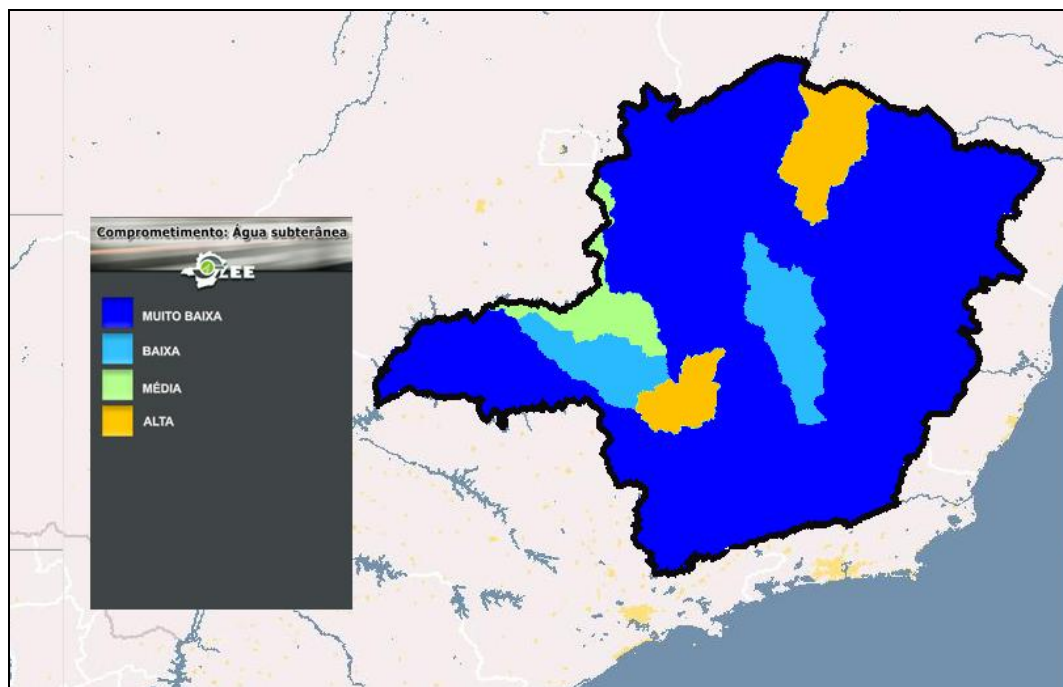 Comprometimento: Água subterânea
ZEE
MUITO BAIXA
BAIXA
MÉDIA
ALTA